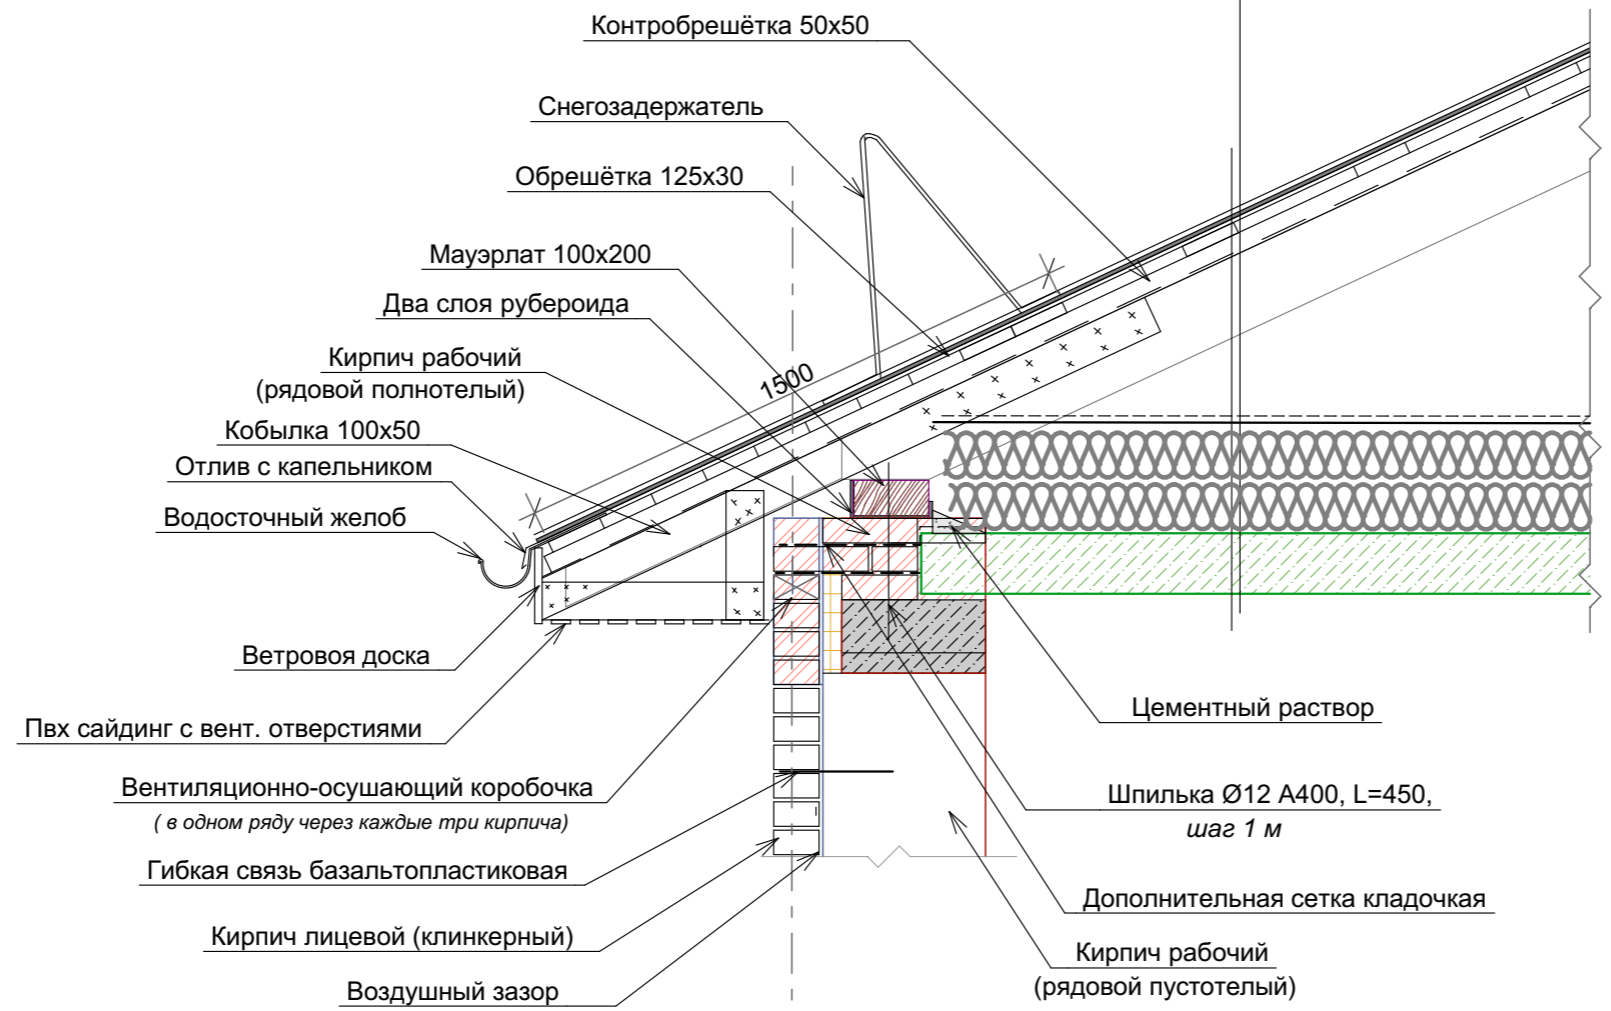 Контробрешётка 50х50
Снегозадержатель
Обрешётка 125х30
Мауэрлат 100х200
Два слоя рубероида
Кирпич рабочий
(рядовой полнотелый)
1500
Кобылка 100х50
Отлив с капельником
Водосточный желоб
Ветровоя доска
Пвх сайдинг с вент. отверстиями
Вентиляционно-осушающий коробочка
( в одном ряду через каждые три кирпича)
Гибкая связь базальтопластиковая
Кирпич лицевой (клинкерный)
Воздушный зазор
Цементный раствор
Шпилька Ø12 А400, L=450,
шаг 1 м
Дополнительная сетка кладочкая
Кирпич рабочий
(рядовой пустотелый)